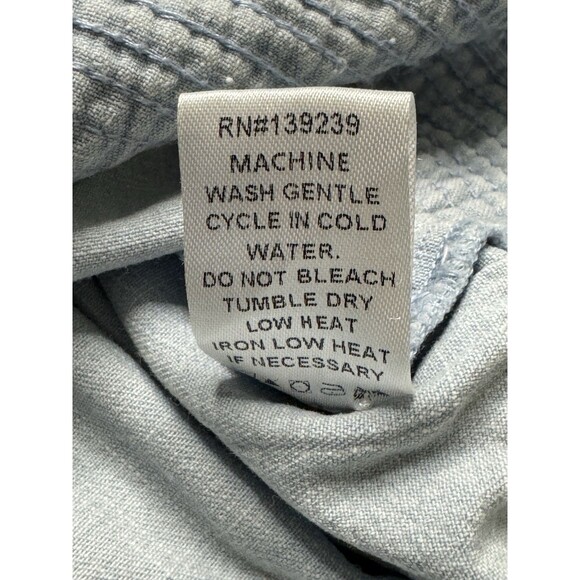 RN#139239
MACHINE
WASH GENTLE
CYCLE IN COLD
WATER.
DO NOT BLEACH
TUMBLE DRY
LOW HEAT
IRON LOW HEAT
IF NECESSARY